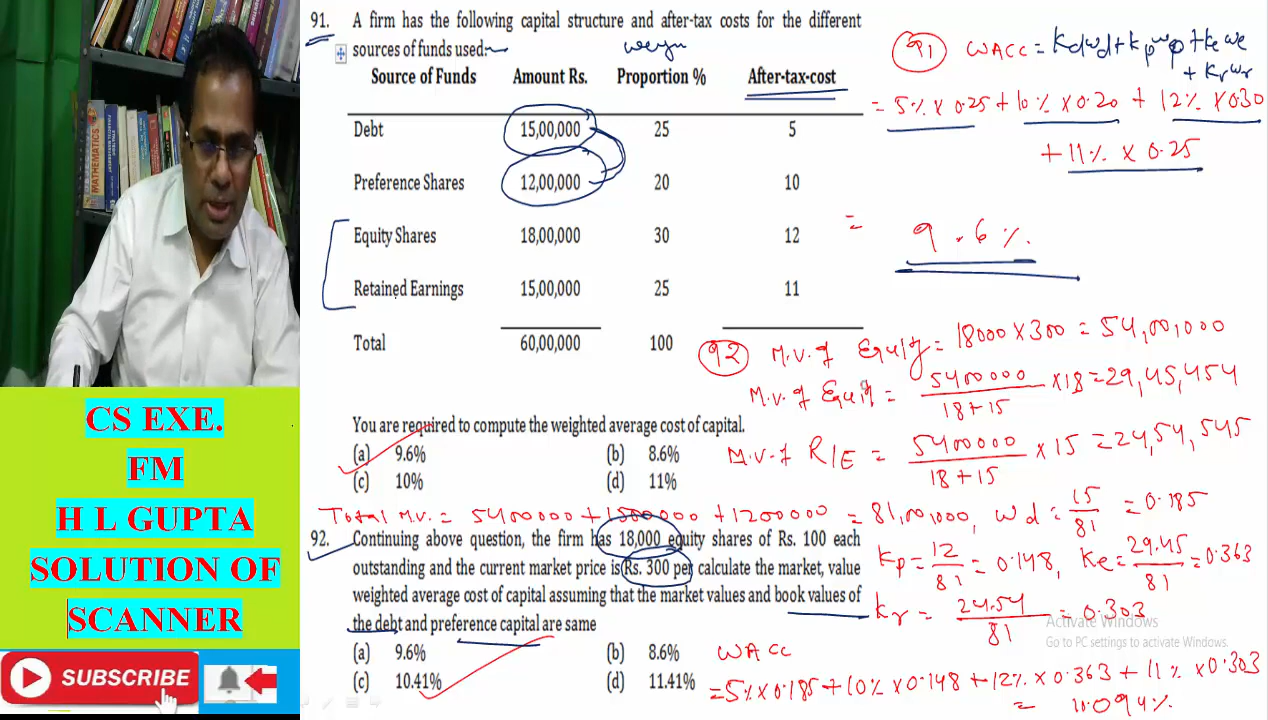 91. A firm has the following capital structure and after-tax costs for the different
sources of funds used:
Source of Funds Amount Rs. Proportion % After-tax-cost
Debt 15,00,000 25 5
Preference Shares 12,00,000 20 10
Equity Shares 18,00,000 30 12
Retained Earnings 15,00,000 25 11
Total 60,00,000 100
You are required to compute the weighted average cost of capital.
(a) 9.6% (b) 8.6%
(c) 10% (d) 11%
92. Continuing above question, the firm has 18,000 equity shares of Rs. 100 each
outstanding and the current market price is Rs. 300 per calculate the market, value
weighted average cost of capital assuming that the market values and book values of
the debt and preference capital are same
(a) 9.6% (b) 8.6%
(c) 10.41% (d) 11.41%
91 WACC = Kdwd + Kpwp + Kewe
+ Krwr
= 5% × 0.25 + 10% × 0.20 + 12% × 0.30
+ 11% × 0.25
= 9.6%
92 M.V. of Equity = 18000 × 300 = 54,00,000
M.V. of Equity = 5400000 / 18+15 × 18 = 29,45,454
M.V. of R/E = 5400000 / 18+15 × 15 = 24,54,545
Total M.V. = 5400000 + 1500000 + 1200000 = 81,00,000, wd = 15/81 = 0.185
Kp = 12/81 = 0.148, Ke = 29.45/81 = 0.363
Kr = 24.54/81 = 0.303
WACC
= 5% × 0.185 + 10% × 0.148 + 12% × 0.363 + 11% × 0.303
Activate Windows
Go to PC settings to activate Windows.
CS EXE.
FM
H L GUPTA
SOLUTION OF
SCANNER
SUBSCRIBE
MATHEMATICS